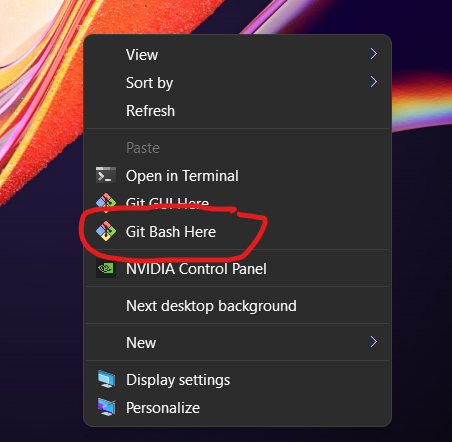 View
Sort by
Refresh
Paste
Open in Terminal
Git GUI Here
Git Bash Here
NVIDIA Control Panel
Next desktop background
New
Display settings
Personalize